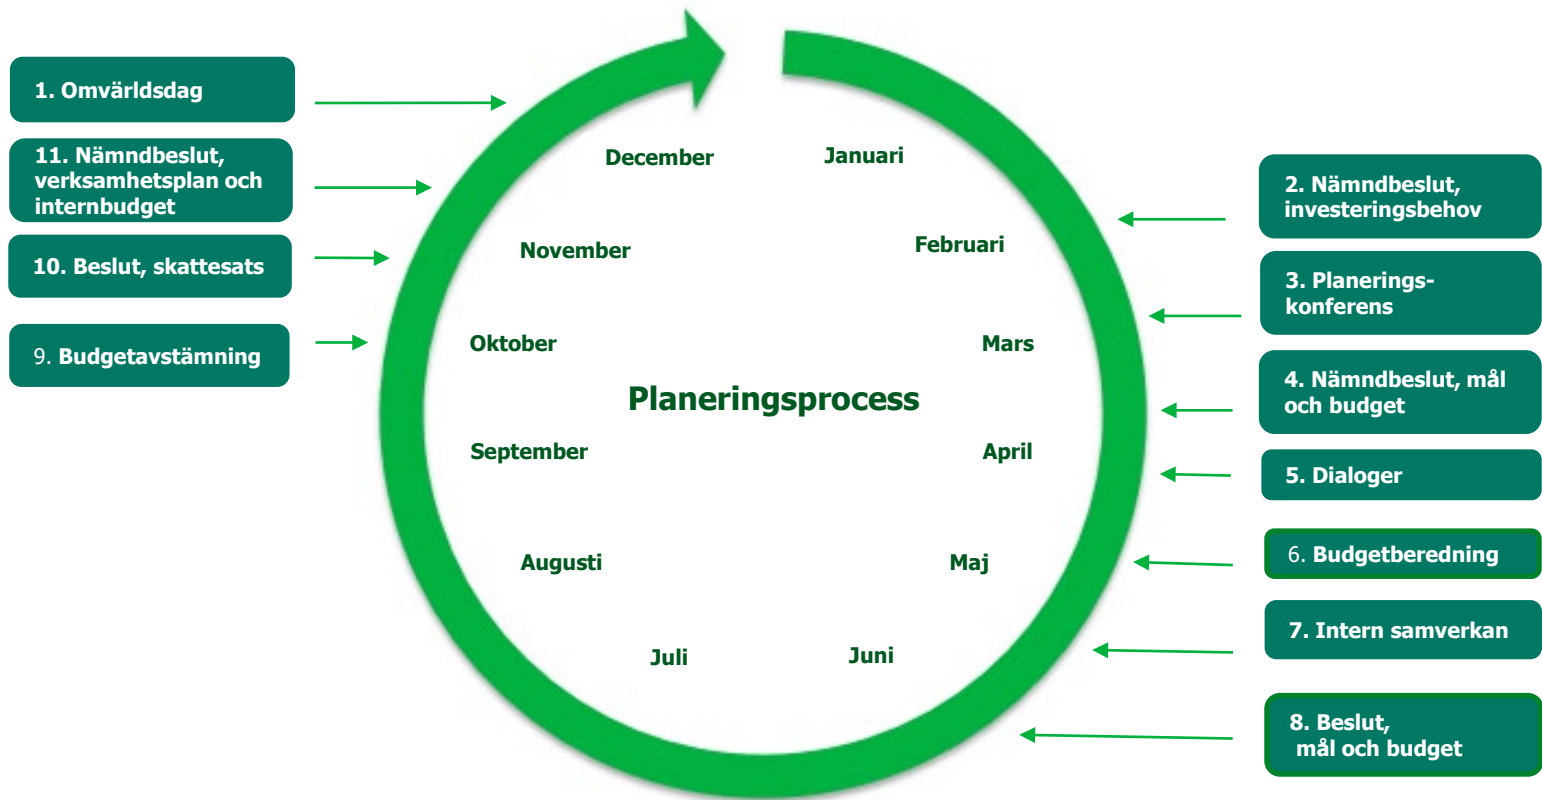 1. Omvärldsdag
11. Nämndbeslut,
verksamhetsplan och
internbudget
10. Beslut, skattesats
9. Budgetavstämning
December
Januari
November
Februari
Oktober
Mars
Planeringsprocess
September
April
Augusti
Maj
Juli
Juni
2. Nämndbeslut,
investeringsbehov
3. Planerings-
konferens
4. Nämndbeslut, mål
och budget
5. Dialoger
6. Budgetberedning
7. Intern samverkan
8. Beslut,
mål och budget